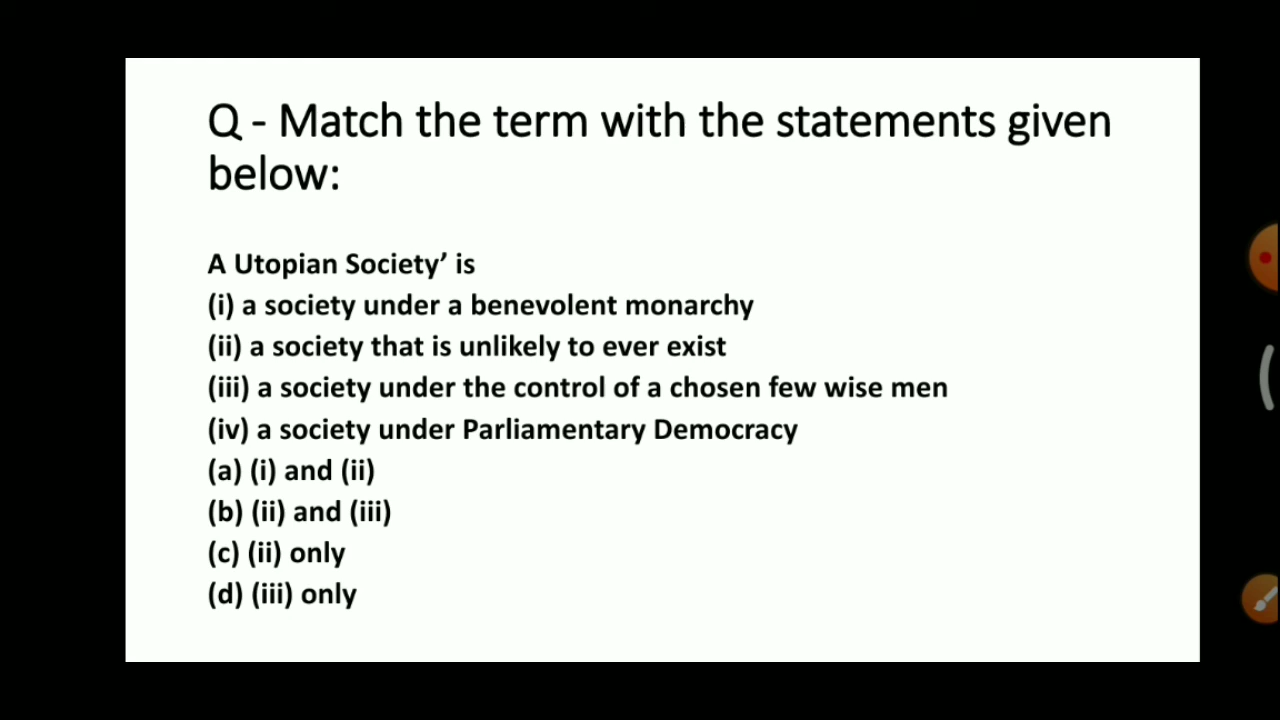 Q - Match the term with the statements given
below:
A Utopian Society’ is
(i) a society under a benevolent monarchy
(ii) a society that is unlikely to ever exist
(iii) a society under the control of a chosen few wise men
(iv) a society under Parliamentary Democracy
(a) (i) and (ii)
(b) (ii) and (iii)
(c) (ii) only
(d) (iii) only